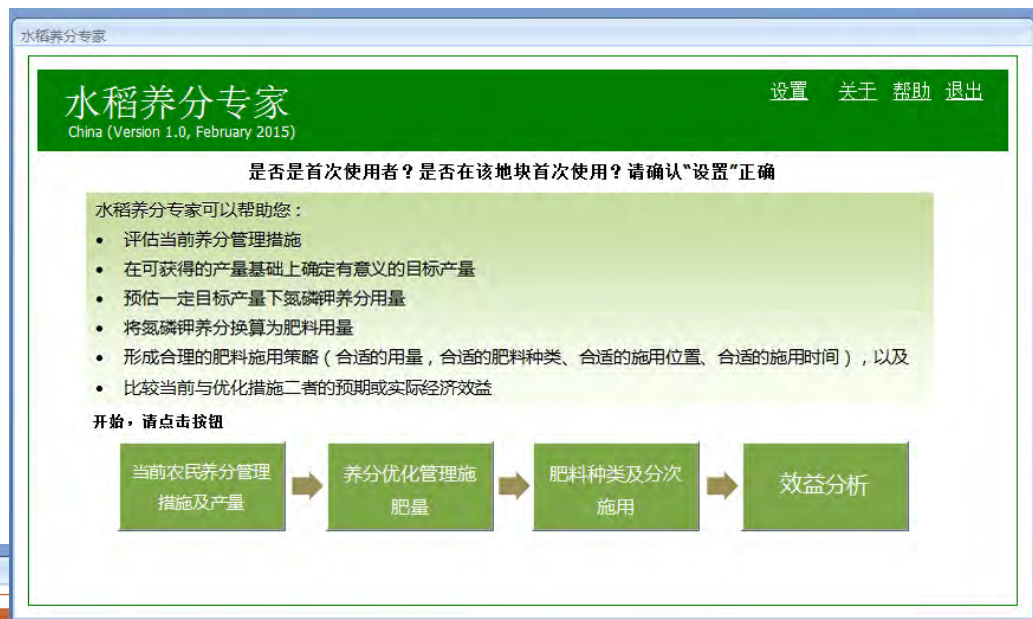 水稻养分专家
水稻养分专家
设置 关于 帮助 退出
China (Version 1.0, February 2015)
是否是首次使用者？是否在该地块首次使用？请确认“设置”正确
水稻养分专家可以帮助您：
• 评估当前养分管理措施
• 在可获得的产量基础上确定有意义的目标产量
• 预估一定目标产量下氮磷钾养分用量
• 将氮磷钾养分换算为肥料用量
• 形成合理的肥料施用策略（合适的用量，合适的肥料种类、合适的施用位置、合适的施用时间），以及
• 比较当前与优化措施二者的预期或实际经济效益
开始，请点击按钮
当前农民养分管理
措施及产量
养分优化管理施
肥量
肥料种类及分次
施用
效益分析